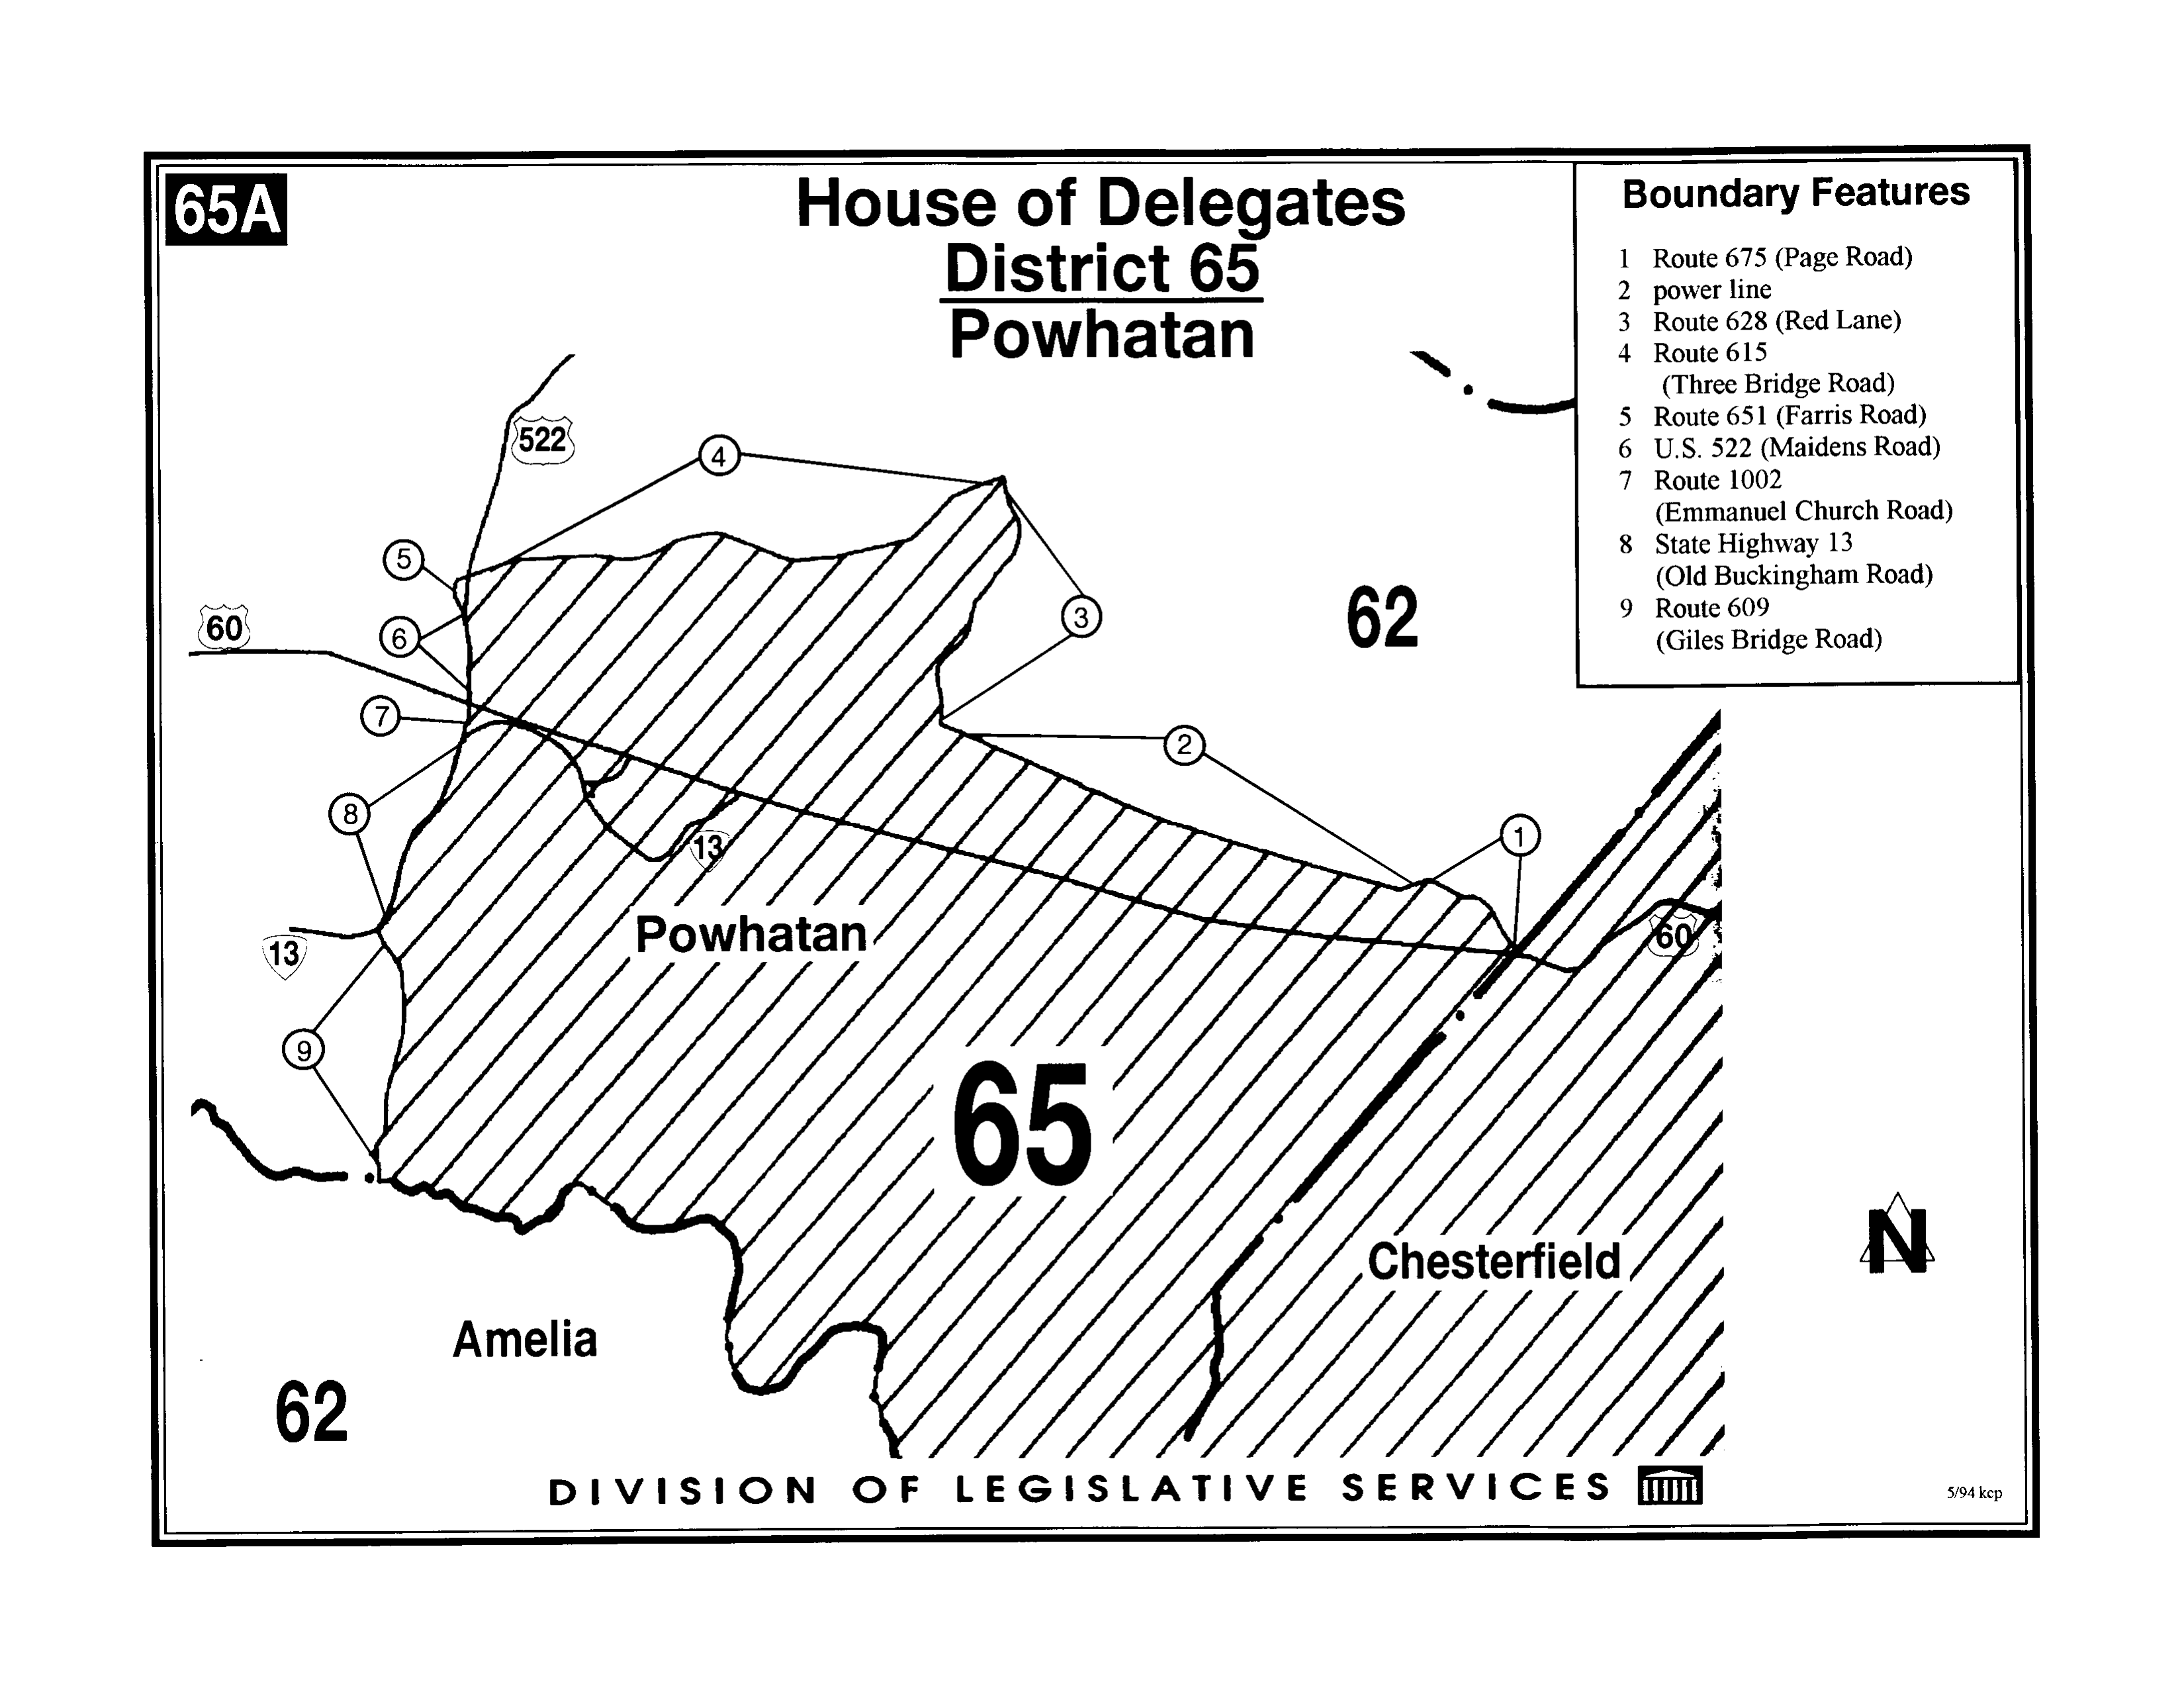 65A
House of Delegates
District 65
Powhatan
Boundary Features
1 Route 675 (Page Road)
2 power line
3 Route 628 (Red Lane)
4 Route 615
(Three Bridge Road)
5 Route 651 (Farris Road)
6 U.S. 522 (Maidens Road)
7 Route 1002
(Emmanuel Church Road)
8 State Highway 13
(Old Buckingham Road)
9 Route 609
(Giles Bridge Road)
522
4
5
60
6
3
62
7
2
8
13
1
Powhatan
60
13
9
65
Chesterfield
N
Amelia
62
DIVISION OF LEGISLATIVE SERVICES
5/94 kcp